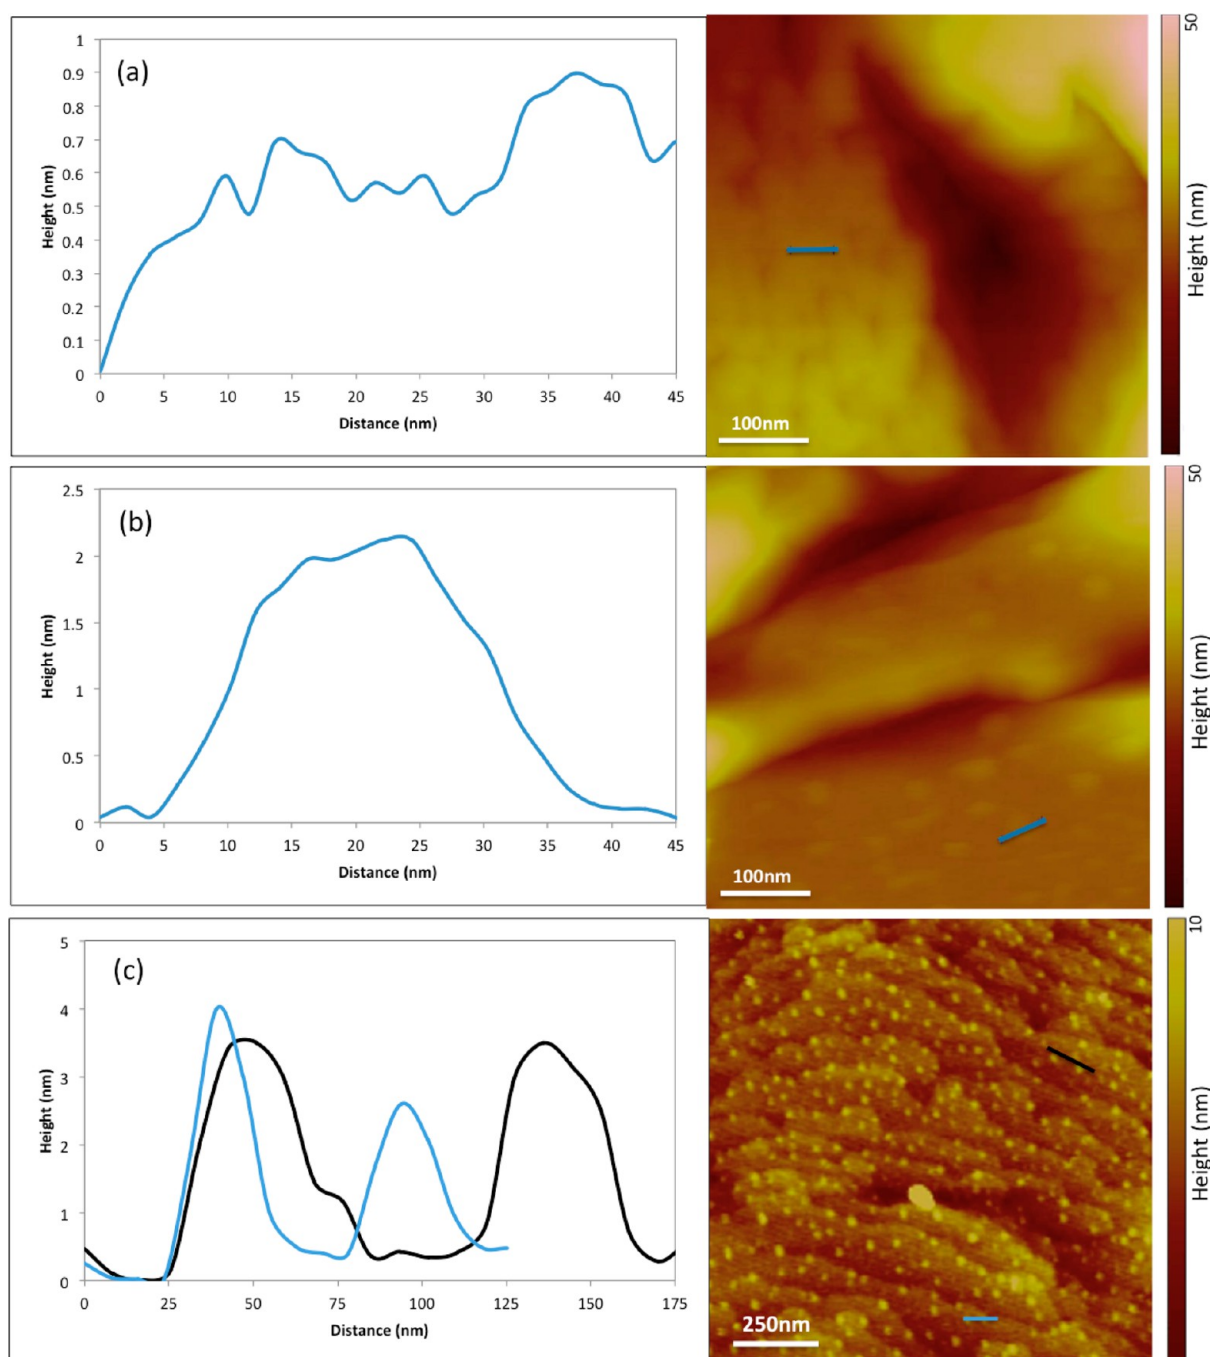 (a)
Height (nm)
1
0.9
0.8
0.7
0.6
0.5
0.4
0.3
0.2
0.1
0
0 5 10 15 20 25 30 35 40 45
Distance (nm)
100nm
50
Height (nm)
(b)
Height (nm)
2.5
2
1.5
1
0.5
0
0 5 10 15 20 25 30 35 40 45
Distance (nm)
100nm
50
Height (nm)
(c)
Height (nm)
5
4
3
2
1
0
0 25 50 75 100 125 150 175
Distance (nm)
250nm
10
Height (nm)